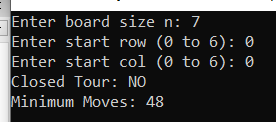 Enter board size n: 7
Enter start row (0 to 6): 0
Enter start col (0 to 6): 0
Closed Tour: NO
Minimum Moves: 48